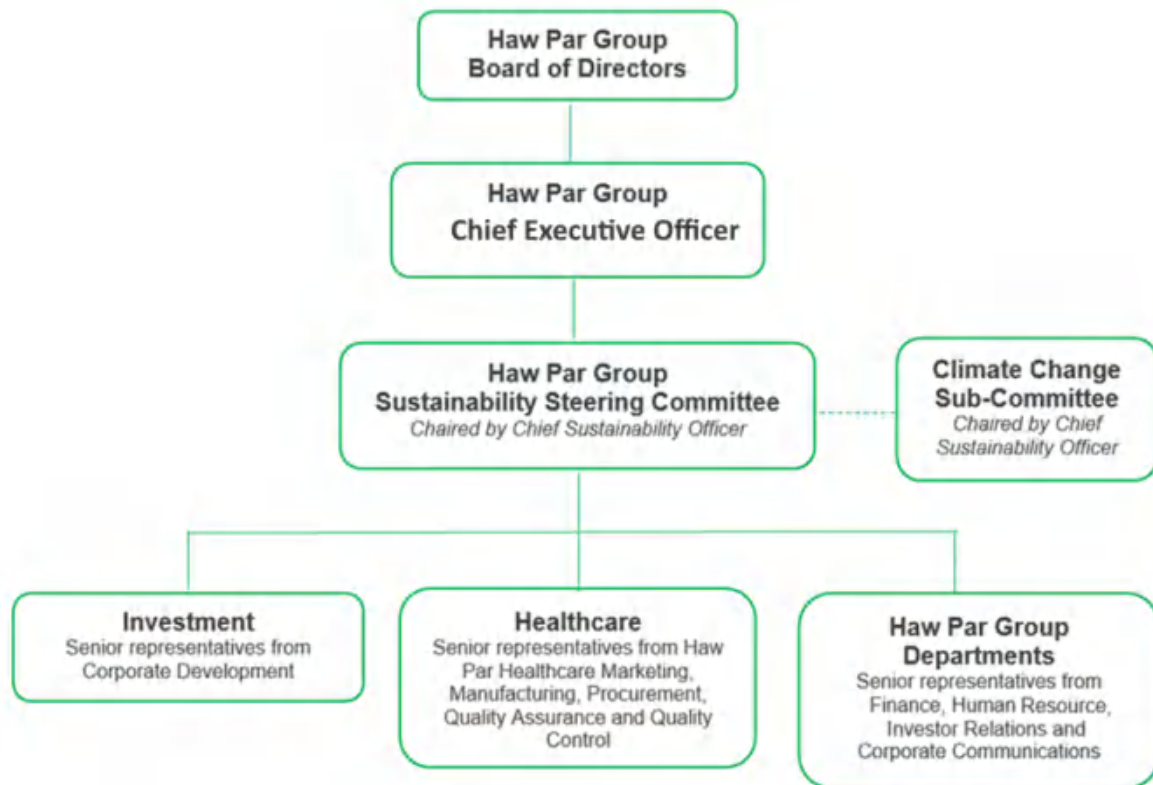 Haw Par Group
Board of Directors
Haw Par Group
Chief Executive Officer
Haw Par Group
Sustainability Steering Committee
Chaired by Chief Sustainability Officer
Climate Change
Sub-Committee
Chaired by Chief
Sustainability Officer
Investment
Senior representatives from
Corporate Development
Healthcare
Senior representatives from Haw
Par Healthcare Marketing,
Manufacturing, Procurement,
Quality Assurance and Quality
Control
Haw Par Group
Departments
Senior representatives from
Finance, Human Resource,
Investor Relations and
Corporate Communications